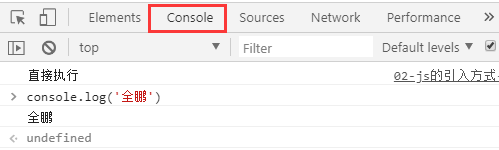 Elements Console Sources Network Performance »
top ▼ Filter Default levels ▼
直接执行 02-js的引入方式
> console.log('全鹏')
全鹏
undefined